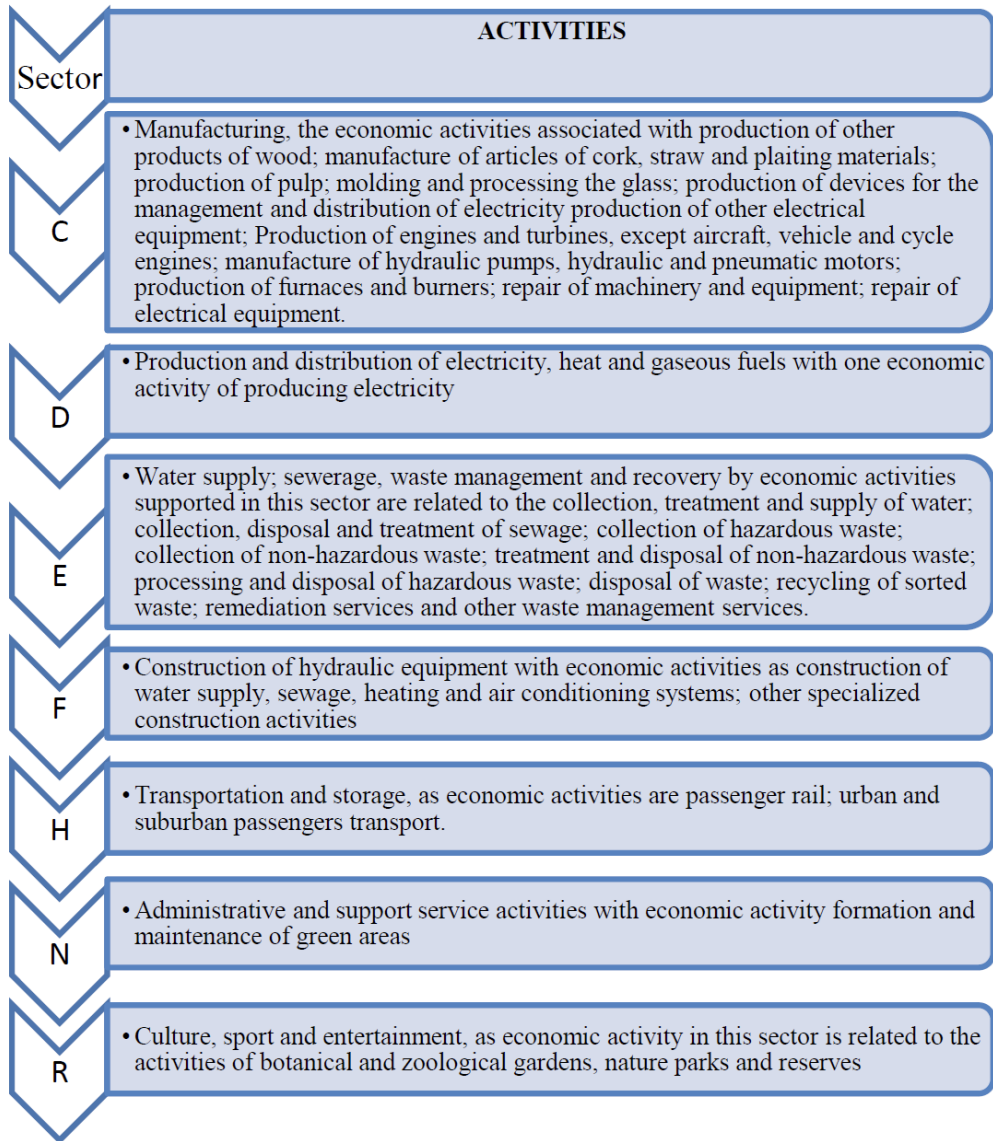 ACTIVITIES
Sector
• Manufacturing, the economic activities associated with production of other
products of wood; manufacture of articles of cork, straw and plaiting materials;
production of pulp; molding and processing the glass; production of devices for the
management and distribution of electricity production of other electrical
equipment; Production of engines and turbines, except aircraft, vehicle and cycle
engines; manufacture of hydraulic pumps, hydraulic and pneumatic motors;
production of furnaces and burners; repair of machinery and equipment; repair of
electrical equipment.
C
• Production and distribution of electricity, heat and gaseous fuels with one economic
activity of producing electricity
D
• Water supply; sewerage, waste management and recovery by economic activities
supported in this sector are related to the collection, treatment and supply of water;
collection, disposal and treatment of sewage; collection of hazardous waste;
collection of non-hazardous waste; treatment and disposal of non-hazardous waste;
processing and disposal of hazardous waste; disposal of waste; recycling of sorted
waste; remediation services and other waste management services.
E
• Construction of hydraulic equipment with economic activities as construction of
water supply, sewage, heating and air conditioning systems; other specialized
construction activities
F
• Transportation and storage, as economic activities are passenger rail; urban and
suburban passengers transport.
H
• Administrative and support service activities with economic activity formation and
maintenance of green areas
N
• Culture, sport and entertainment, as economic activity in this sector is related to the
activities of botanical and zoological gardens, nature parks and reserves
R